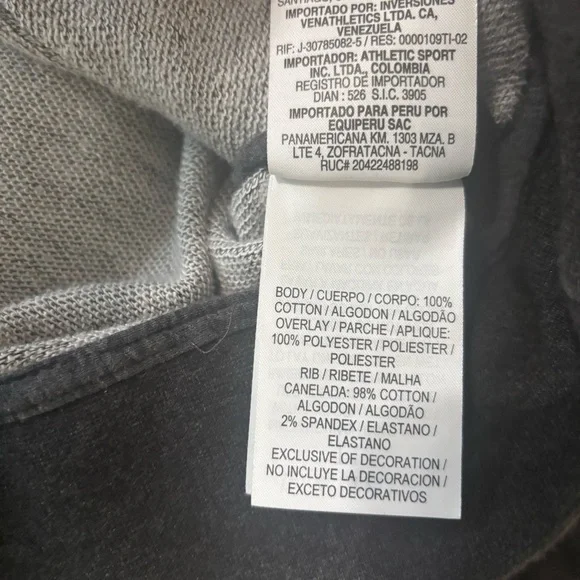 SANTIAGO,
IMPORTADO POR: INVERSIONES
VENATHLETICS LTDA. CA,
VENEZUELA
RIF: J-30785082-5 / RES: 0000109TI-02
IMPORTADOR: ATHLETIC SPORT
INC. LTDA., COLOMBIA
REGISTRO DE IMPORTADOR
DIAN : 526 S.I.C. 3905
IMPORTADO PARA PERU POR
EQUIPERU SAC
PANAMERICANA KM. 1303 MZA. B
LTE 4, ZOFRATACNA - TACNA
RUC# 20422488198
BODY / CUERPO / CORPO: 100%
COTTON / ALGODON / ALGODÃO
OVERLAY / PARCHE / APLIQUE:
100% POLYESTER / POLIESTER /
POLIESTER
RIB / RIBETE / MALHA
CANELADA: 98% COTTON /
ALGODON / ALGODÃO
2% SPANDEX / ELASTANO /
ELASTANO
EXCLUSIVE OF DECORATION /
NO INCLUYE LA DECORACION /
EXCETO DECORATIVOS